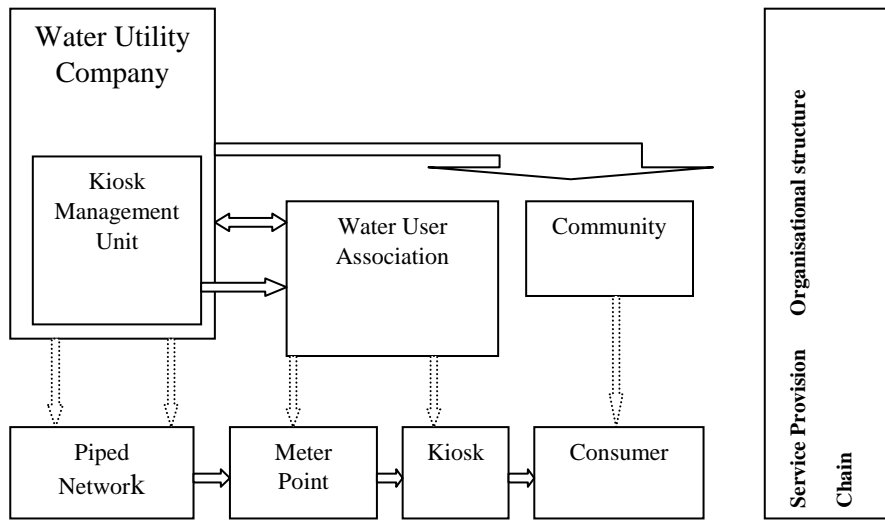 Water Utility
Company
Kiosk
Management
Unit
Water User
Association
Community
Piped
Network
Meter
Point
Kiosk
Consumer
Organisational structure
Service Provision
Chain